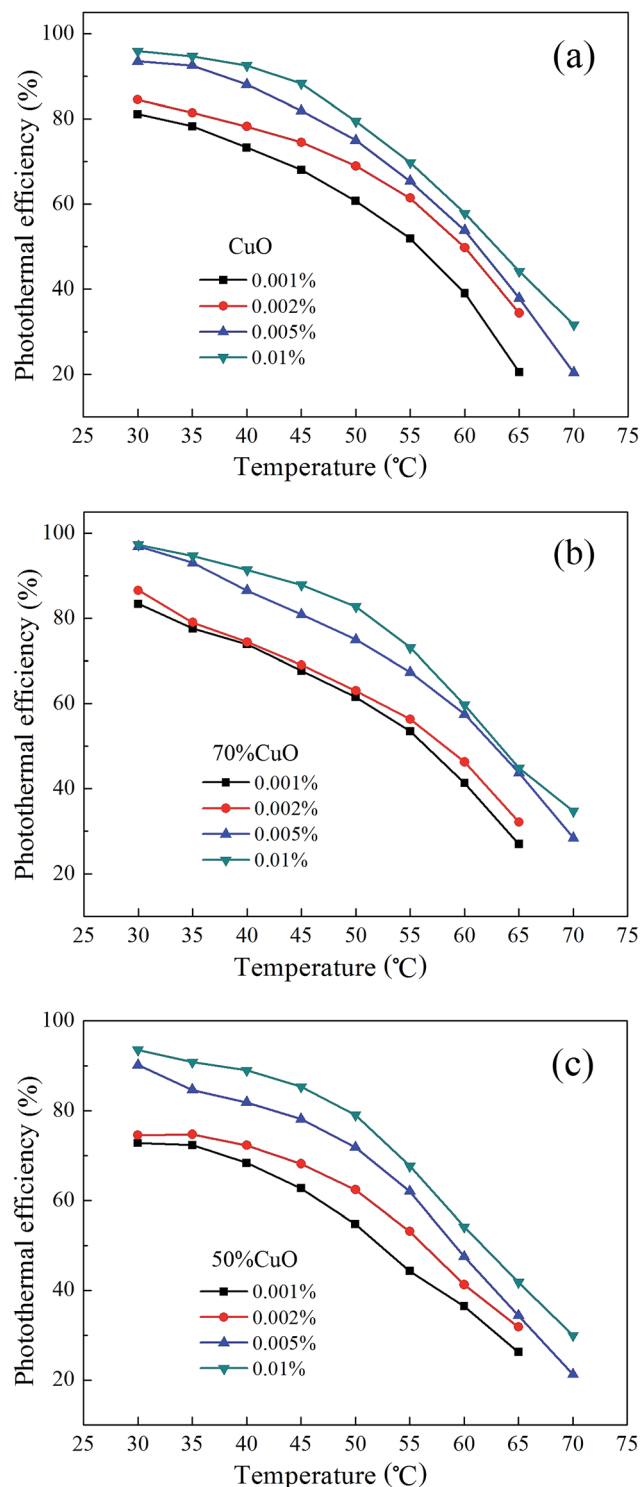 (a)
100
80
60
40
20
Photothermal efficiency (%)
CuO
0.001%
0.002%
0.005%
0.01%
25 30 35 40 45 50 55 60 65 70 75
Temperature (℃)
(b)
100
80
60
40
20
Photothermal efficiency (%)
70%CuO
0.001%
0.002%
0.005%
0.01%
25 30 35 40 45 50 55 60 65 70 75
Temperature (℃)
(c)
100
80
60
40
20
Photothermal efficiency (%)
50%CuO
0.001%
0.002%
0.005%
0.01%
25 30 35 40 45 50 55 60 65 70 75
Temperature (℃)